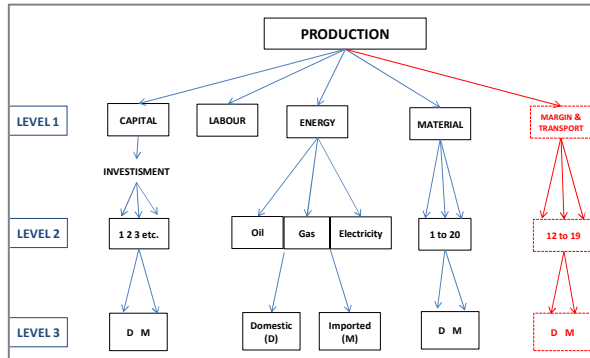 PRODUCTION
LEVEL 1
CAPITAL
LABOUR
ENERGY
MATERIAL
MARGIN &
TRANSPORT
INVESTISMENT
LEVEL 2
1 2 3 etc.
Oil
Gas
Electricity
1 to 20
12 to 19
LEVEL 3
D M
Domestic
(D)
Imported
(M)
D M
D M